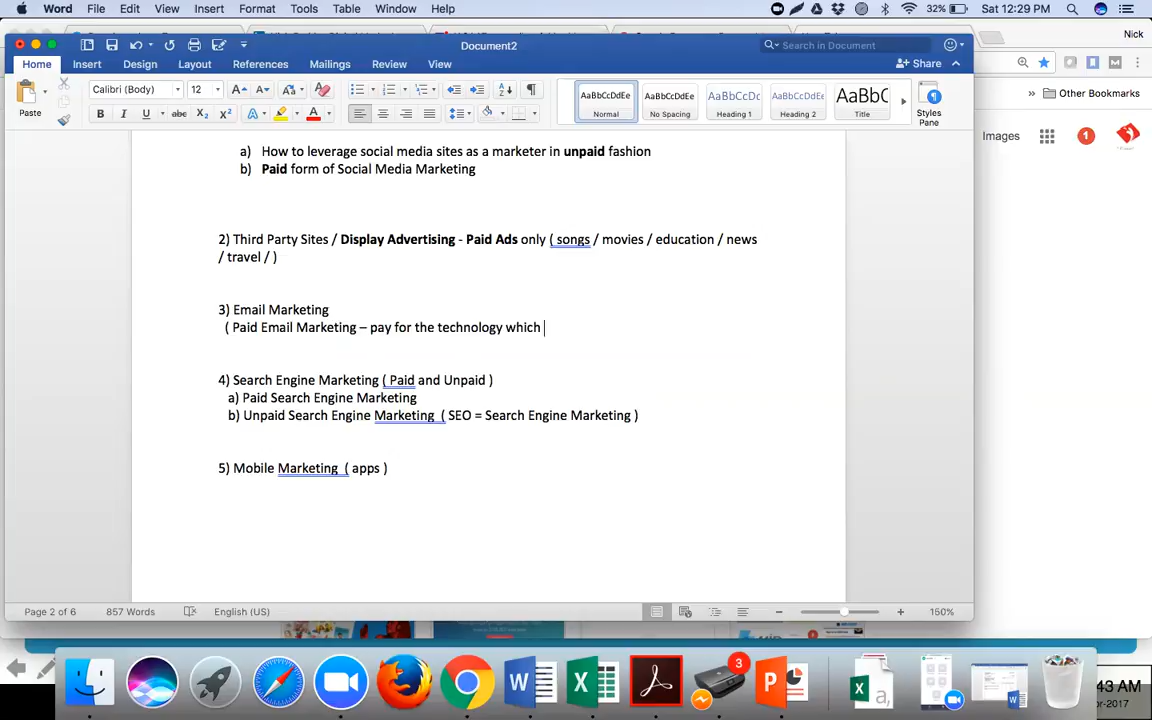 Word File Edit View Insert Format Tools Table Window Help 32% Sat 12:29 PM
Document2 Search in Document Nick
Home Insert Design Layout References Mailings Review View Share
Paste Calibri (Body) 12 AaBbCcDdEe Normal AaBbCcDdEe No Spacing AaBbCcDc Heading 1 AaBbCcDdEe Heading 2 AaBbC Title Styles Pane
» Other Bookmarks
Images 1
a) How to leverage social media sites as a marketer in unpaid fashion
b) Paid form of Social Media Marketing
2) Third Party Sites / Display Advertising - Paid Ads only ( songs / movies / education / news
/ travel / )
3) Email Marketing
( Paid Email Marketing – pay for the technology which
4) Search Engine Marketing ( Paid and Unpaid )
a) Paid Search Engine Marketing
b) Unpaid Search Engine Marketing ( SEO = Search Engine Marketing )
5) Mobile Marketing ( apps )
Page 2 of 6 857 Words English (US) 150%
3
:43 AM
-2017